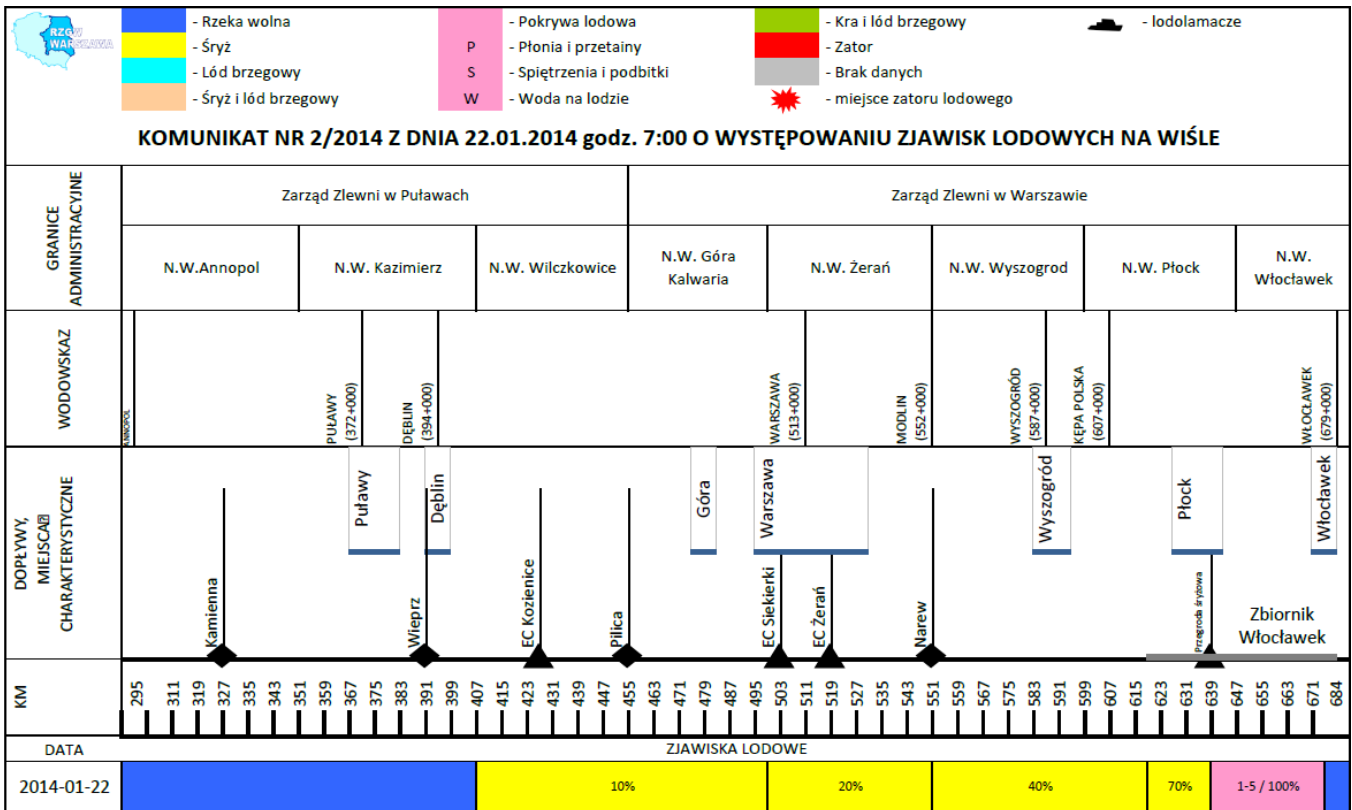 RZGW
WARSZAWA
- Rzeka wolna
- Śryż
- Lód brzegowy
- Śryż i lód brzegowy
- Pokrywa lodowa
P - Płonia i przetainy
S - Spiętrzenia i podbitki
W - Woda na lodzie
- Kra i lód brzegowy
- Zator
- Brak danych
- miejsce zatoru lodowego
- lodolamacze
KOMUNIKAT NR 2/2014 Z DNIA 22.01.2014 godz. 7:00 O WYSTĘPOWANIU ZJAWISK LODOWYCH NA WIŚLE
GRANICE
ADMINISTRACYJNE
Zarząd Zlewni w Puławach
Zarząd Zlewni w Warszawie
N.W.Annopol
N.W. Kazimierz
N.W. Wilczkowice
N.W. Góra
Kalwaria
N.W. Żerań
N.W. Wyszogrod
N.W. Płock
N.W.
Włocławek
WODOWSKAZ
ANNOPOL
PUŁAWY
(372+000)
DĘBLIN
(394+000)
WARSZAWA
(513+000)
MODLIN
(552+000)
WYSZOGRÓD
(587+000)
KĘPA POLSKA
(607+000)
WŁOCŁAWEK
(679+000)
DOPŁYWY,
MIEJSCA
CHARAKTERYSTYCZNE
Puławy
Dęblin
Góra
Warszawa
Wyszogród
Płock
Włocławek
Kamienna
Wieprz
EC Kozienice
Pilica
EC Siekierki
EC Żerań
Narew
Przegroda śryżowa
Zbiornik
Włocławek
KM
295 311 319 327 335 343 351 359 367 375 383 391 399 407 415 423 431 439 447 455 463 471 479 487 495 503 511 519 527 535 543 551 559 567 575 583 591 599 607 615 623 631 639 647 655 663 671 684
DATA
ZJAWISKA LODOWE
2014-01-22
10%
20%
40%
70%
1-5 / 100%